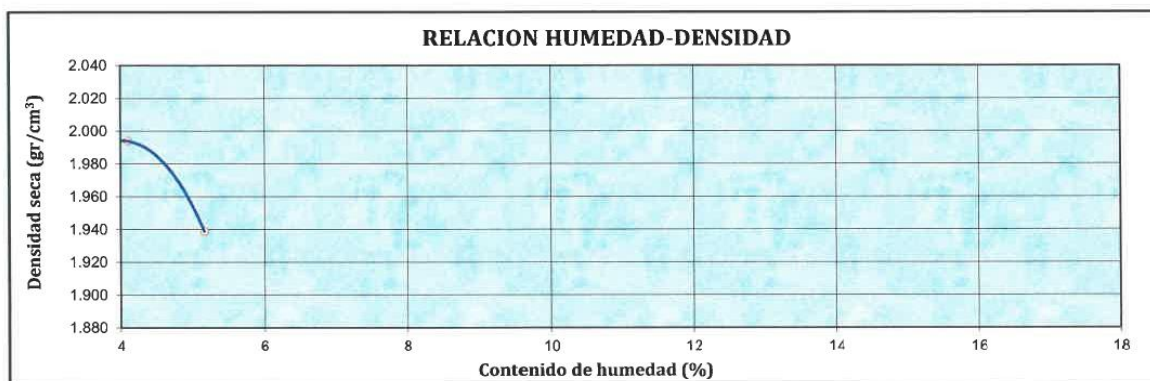 RELACION HUMEDAD-DENSIDAD
Densidad seca (gr/cm³)
2.040
2.020
2.000
1.980
1.960
1.940
1.920
1.900
1.880
4 6 8 10 12 14 16 18
Contenido de humedad (%)